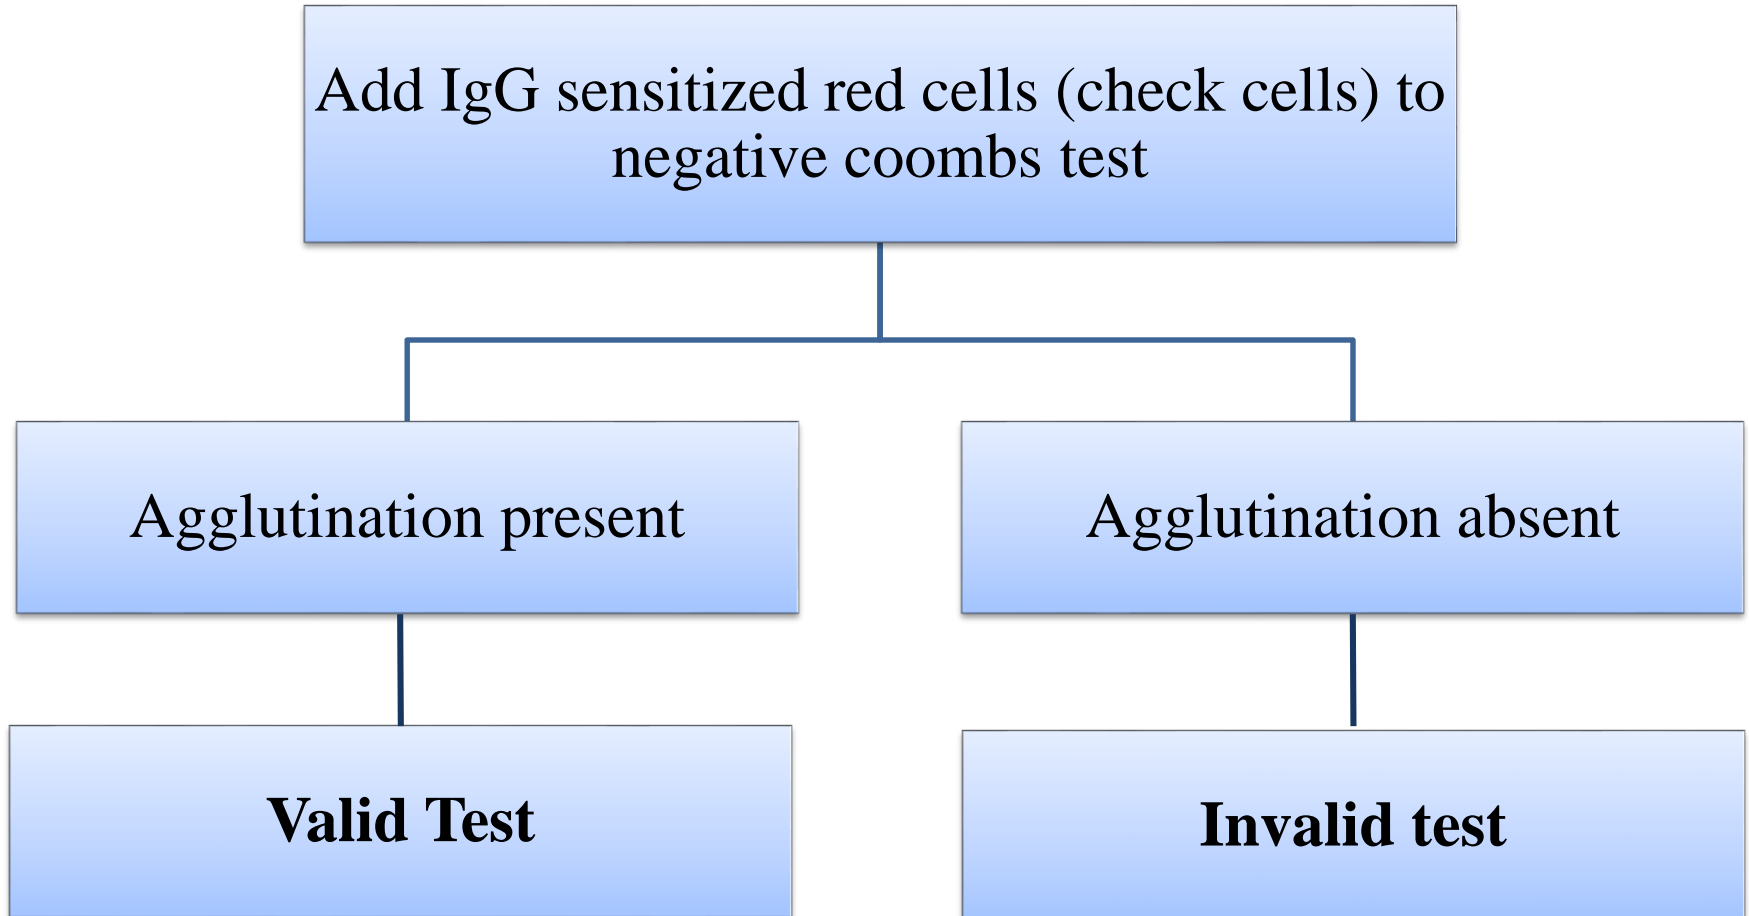 Add IgG sensitized red cells (check cells) to
negative coombs test
Agglutination present
Agglutination absent
Valid Test
Invalid test